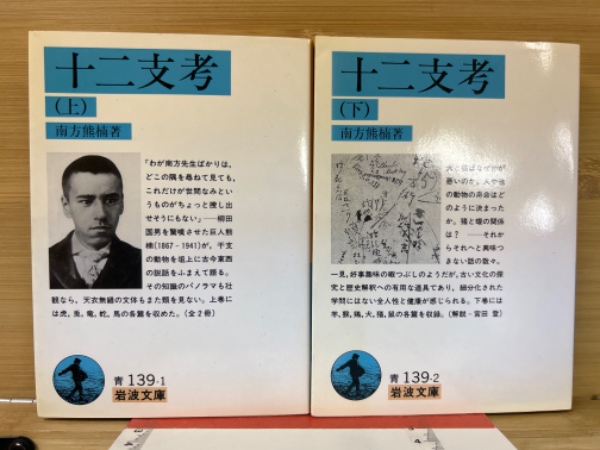 十二支考
(上)
南方熊楠著
「わが南方先生ばかりは,
どこの隅を尋ねて見ても,
これだけが世間なみとい
うものがちょっと捜し出
せそうにもない」――柳田
国男を驚嘆させた巨人熊
楠(1867-1941)が,干支
の動物を俎上に古今東西
の説話をふまえて語る。
その知識のパノラマも壮
観なら,天衣無縫の文体もまた類を見ない。上巻に
は虎,兎,竜,蛇,馬の各篇を収めた。(全2冊)
青 139-1
岩波文庫
十二支考
(下)
南方熊楠著
犬と猿はなぜ仲が
悪いのか。人や他
の動物の寿命はど
のように決まった
か。猿と蟹の関係
は？――それか
らそれへと興味つ
きない話の数々。
一見,好事趣味の暇つぶしのようだが,古い文化の探
究と歴史解釈への有用な道具であり,細分化された
学問にはない全人性と健康が感じられる。下巻には
羊,猴,鶏,犬,猪,鼠の各篇を収録。(解説・宮田 登)
青 139-2
岩波文庫